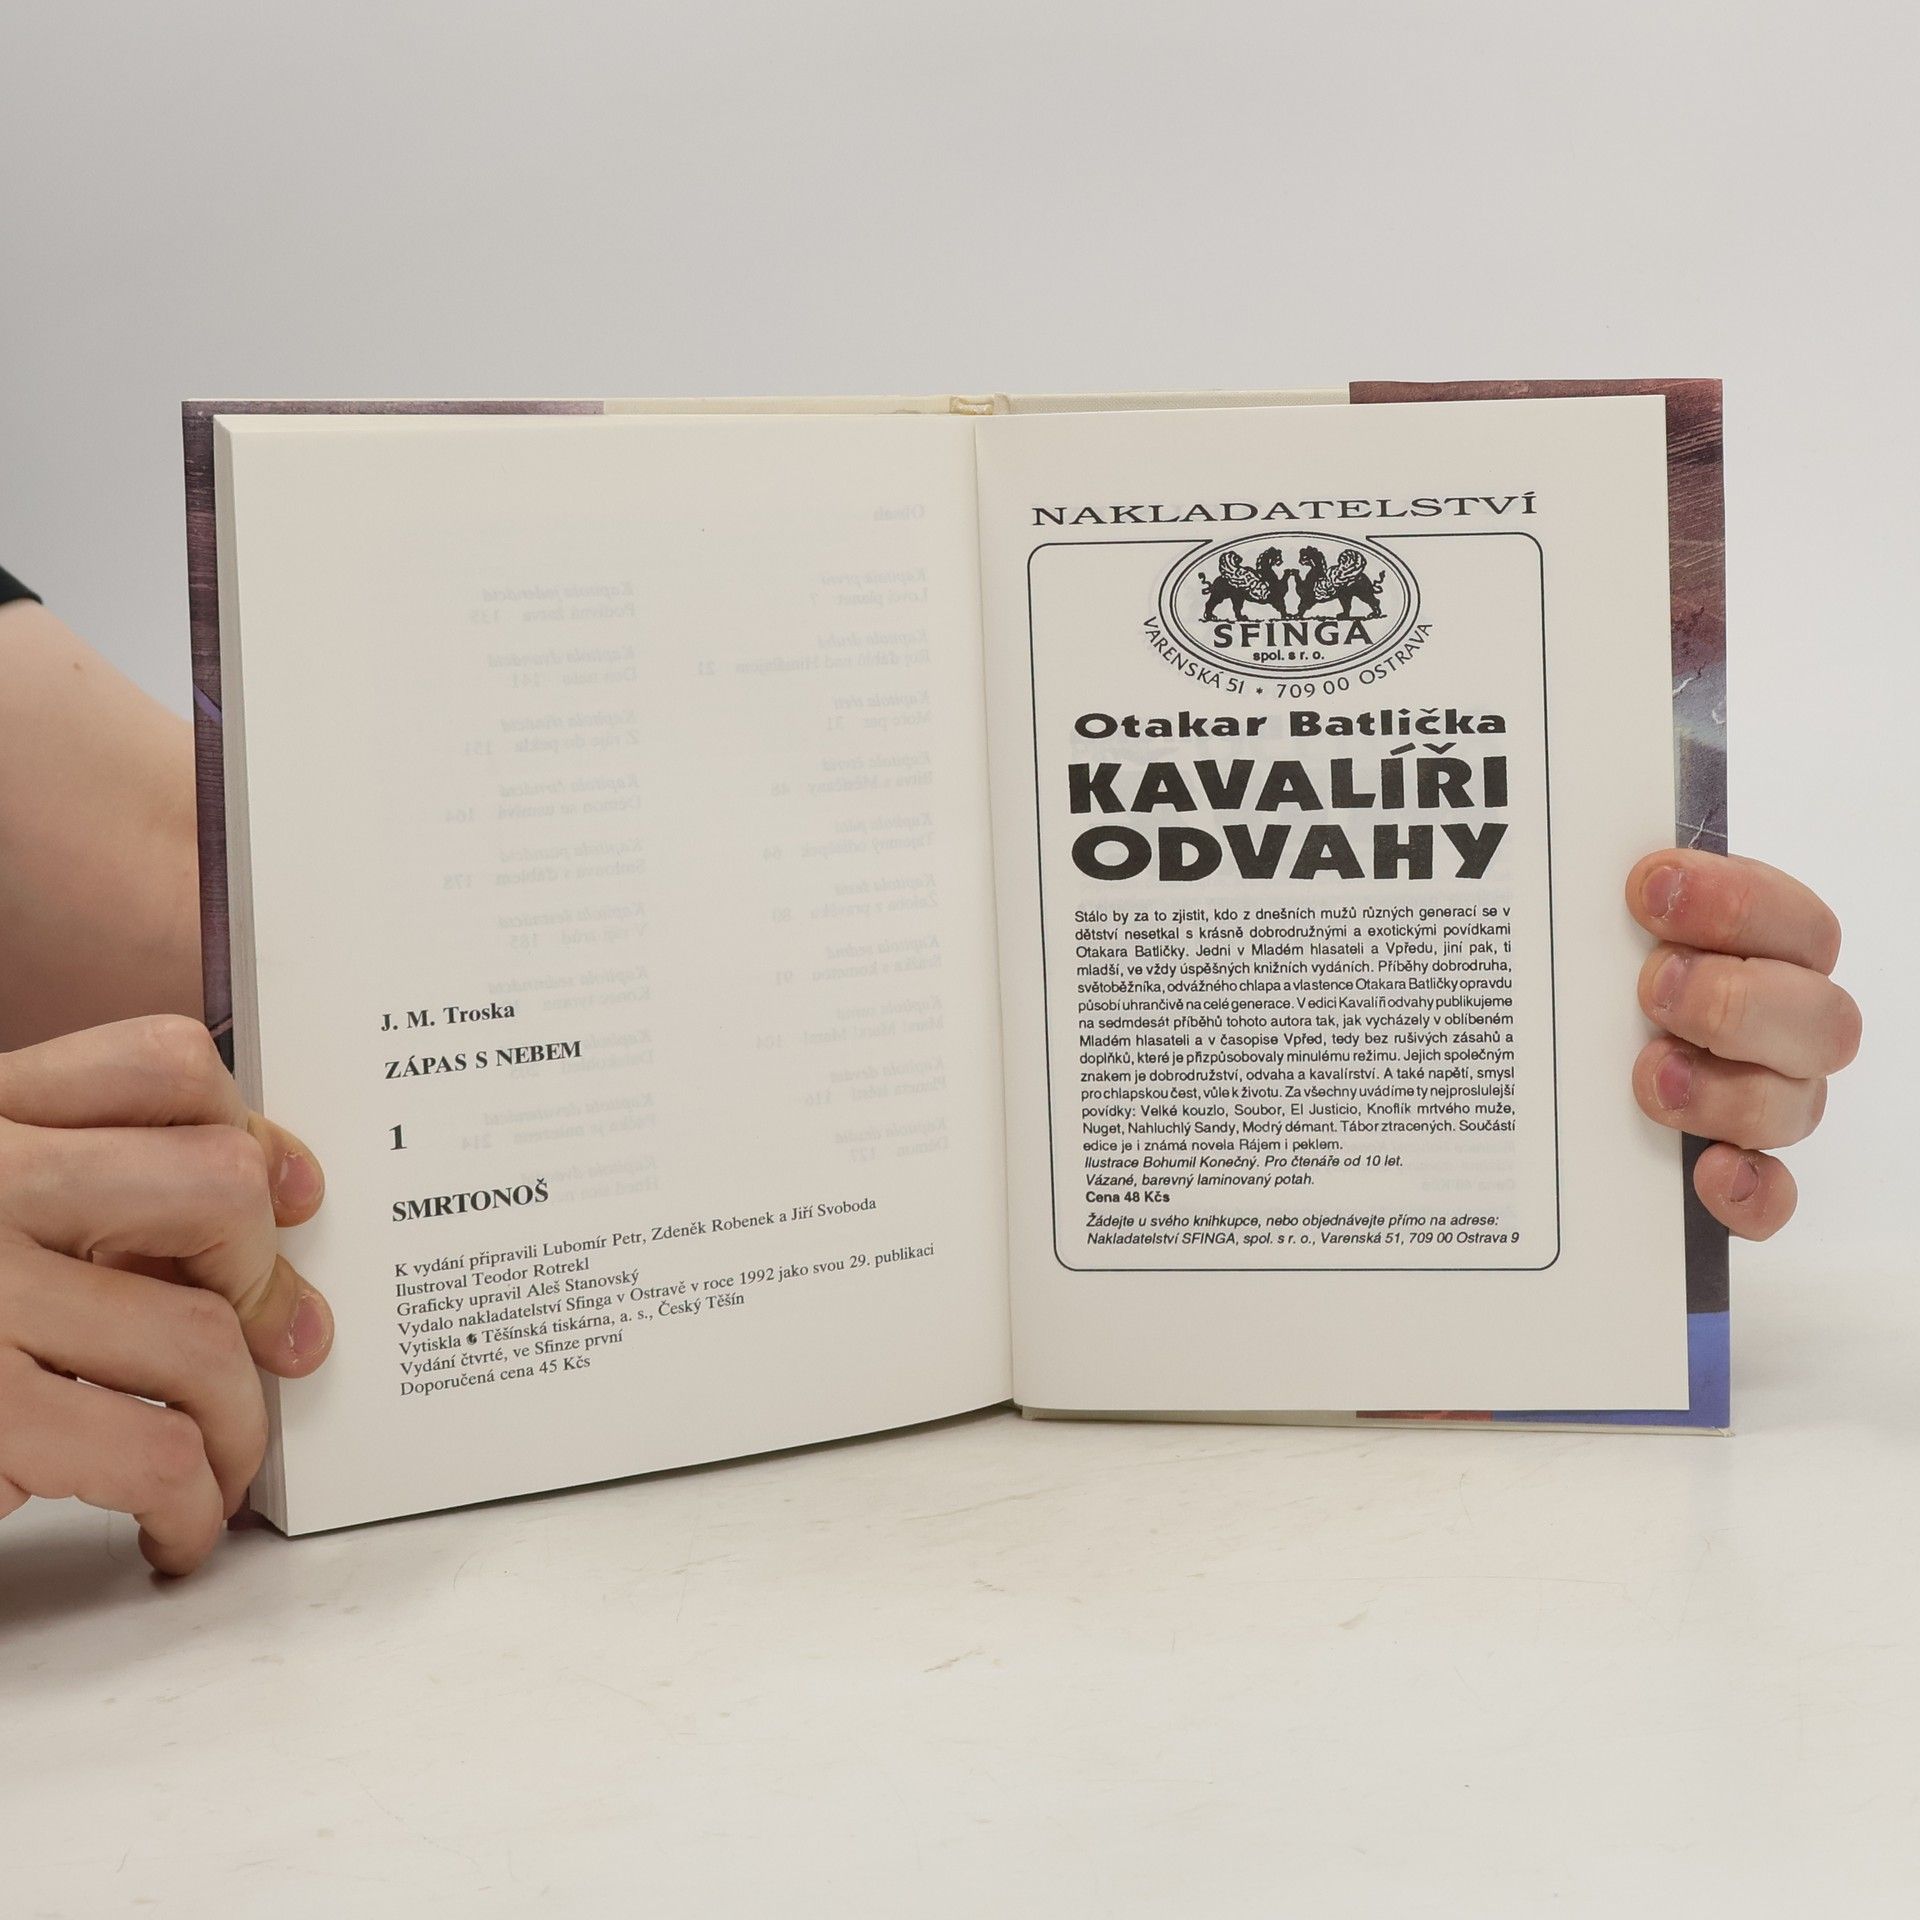 J. M. Troska
ZÁPAS S NEBEM
1
SMRTONOŠ
K vydání připravili Lubomír Petr, Zdeněk Robenek a Jiří Svoboda
Ilustroval Teodor Rotrekl
Graficky upravil Aleš Stanovský
Vydalo nakladatelství Sfinga v Ostravě v roce 1992 jako svou 29. publikaci
Vytiskla Těšínská tiskárna, a. s., Český Těšín
Vydání čtvrté, ve Sfinze první
Doporučená cena 45 Kčs
NAKLADATELSTVÍ
SFINGA
spol. s r. o.
VARENSKÁ 51 * 709 00 OSTRAVA
Otakar Batlička
KAVALÍŘI
ODVAHY
Stálo by za to zjistit, kdo z dnešních mužů různých generací se v
dětství nesetkal s krásně dobrodružnými a exotickými povídkami
Otakara Batličky. Jedni v Mladém hlasateli a Vpředu, jiní pak, ti
mladší, ve vždy úspěšných knižních vydáních. Příběhy dobrodruha,
světoběžníka, odvážného chlapa a vlastence Otakara Batličky opravdu
působí uhrančivě na celé generace. V edici Kavalíři odvahy publikujeme
na sedmdesát příběhů tohoto autora tak, jak vycházely v oblíbeném
Mladém hlasateli a v časopise Vpřed, tedy bez rušivých zásahů a
doplňků, které je přizpůsobovaly minulému režimu. Jejich společným
znakem je dobrodružství, odvaha a kavalírství. A také napětí, smysl
pro chlapskou čest, vůle k životu. Za všechny uvádíme ty nejproslulejší
povídky: Velké kouzlo, Soubor, El Justicio, Knoflík mrtvého muže,
Nuget, Nahluchlý Sandy, Modrý démant. Tábor ztracených. Součástí
edice je i známá novela Rájem i peklem.
Ilustrace Bohumil Konečný. Pro čtenáře od 10 let.
Vázané, barevný laminovaný potah.
Cena 48 Kčs
Žádejte u svého knihkupce, nebo objednávejte přímo na adrese:
Nakladatelství SFINGA, spol. s r. o., Varenská 51, 709 00 Ostrava 9